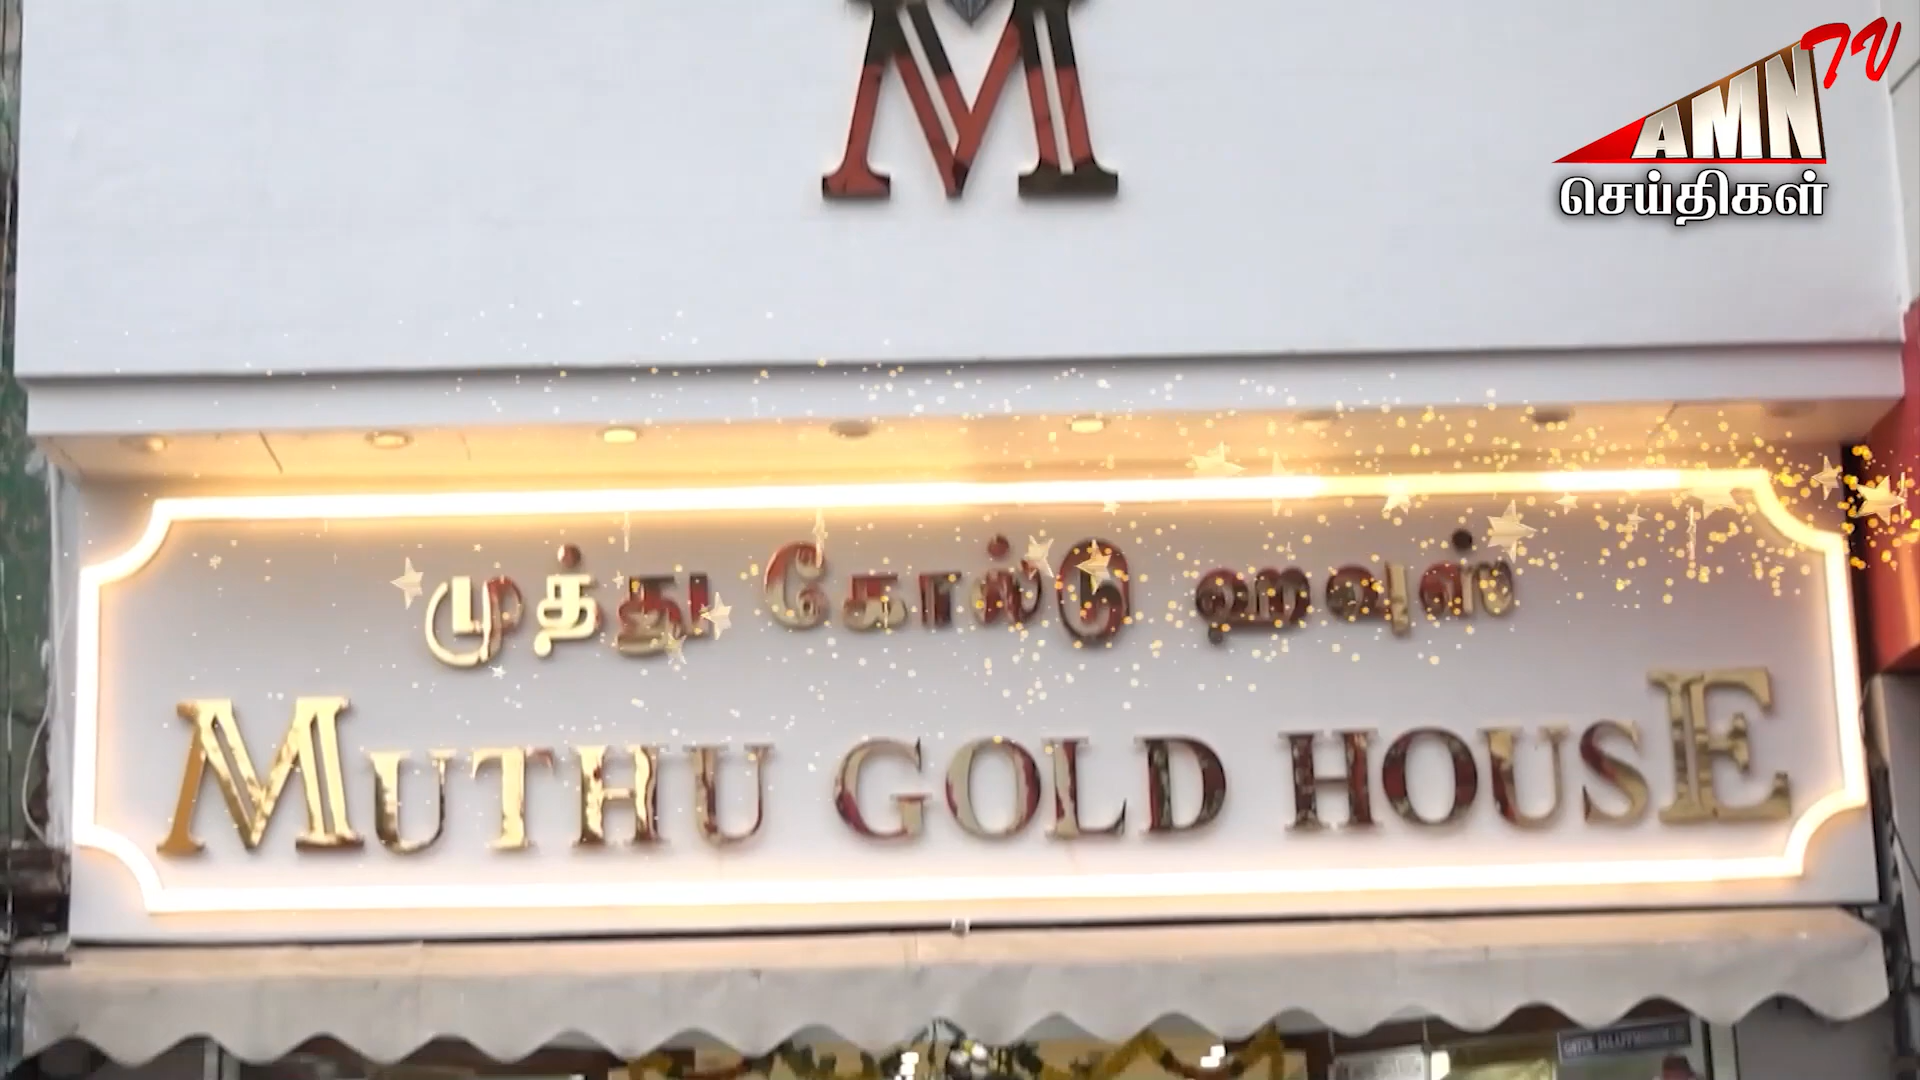 M
AMN TV
செய்திகள்
முத்து கோல்டு ஹவுஸ்
MUTHU GOLD HOUSE